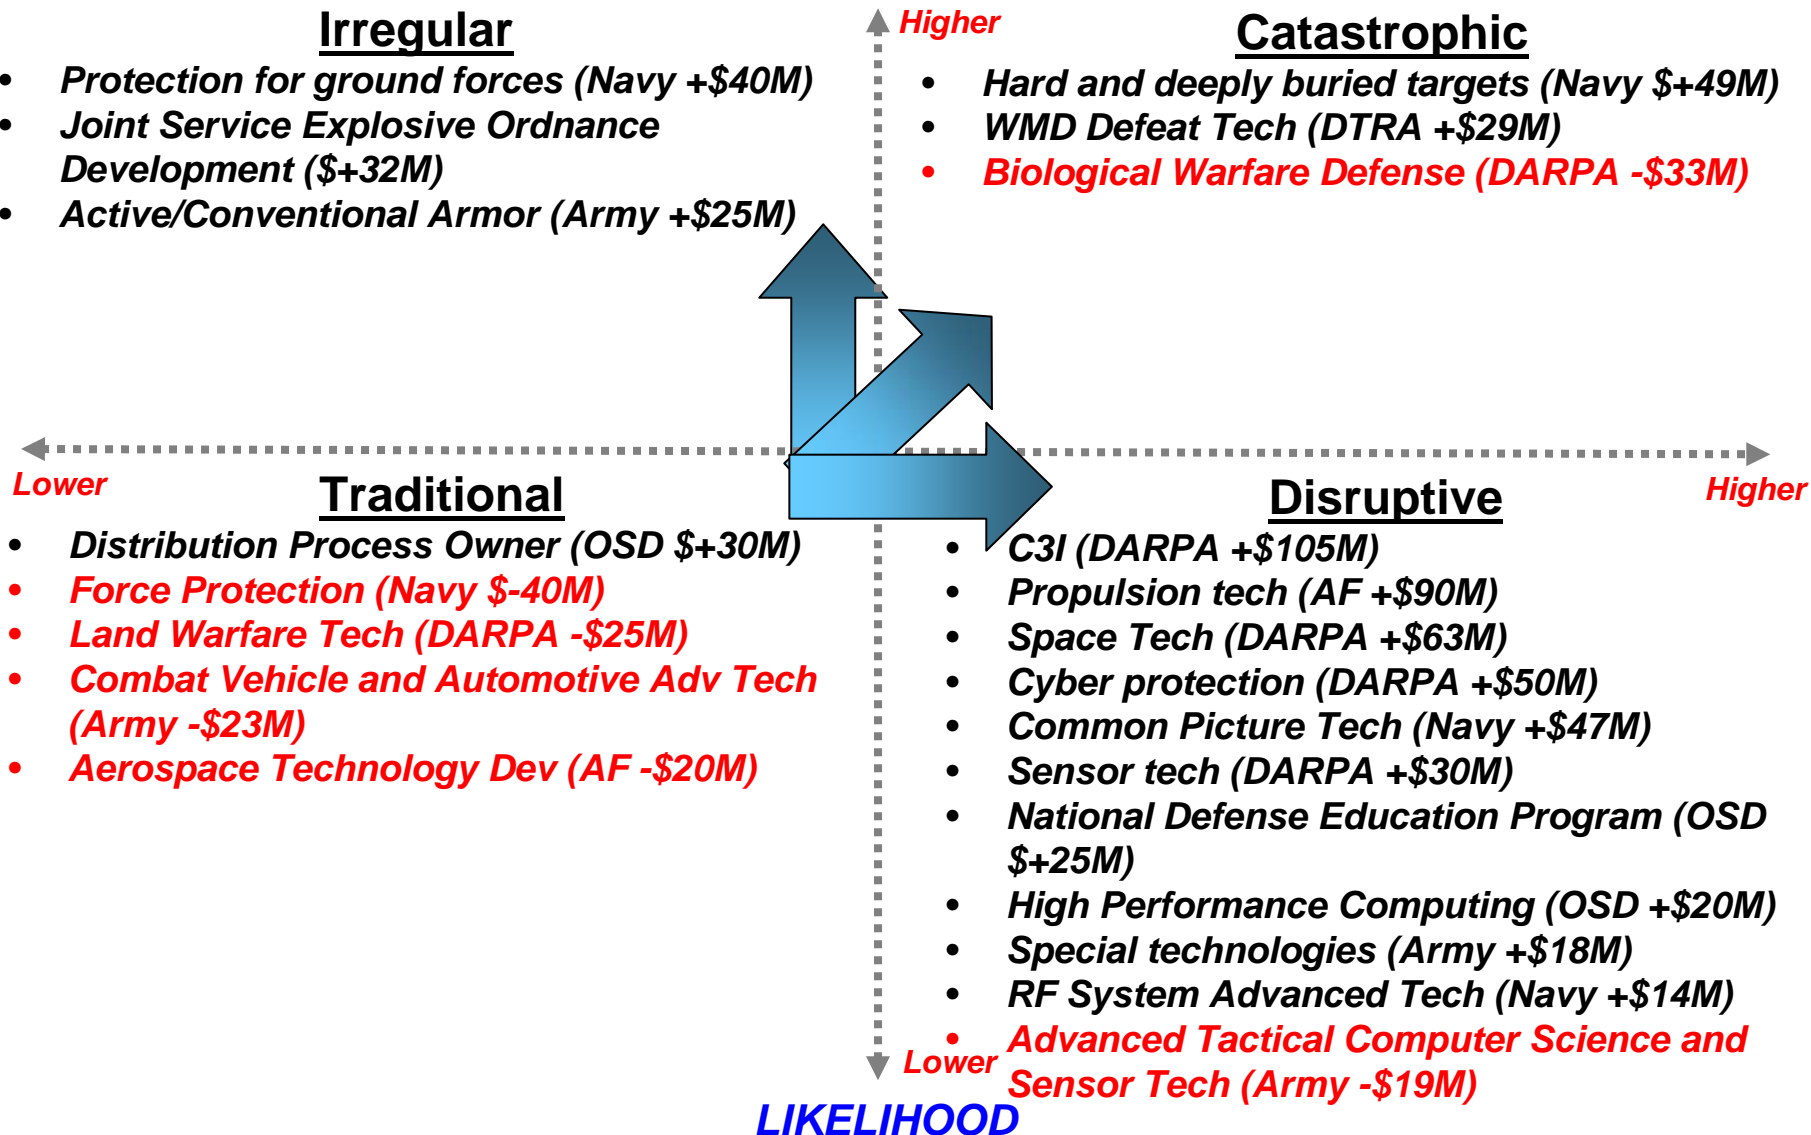 Irregular
• Protection for ground forces (Navy +$40M)
• Joint Service Explosive Ordnance
Development ($+32M)
• Active/Conventional Armor (Army +$25M)
Higher
Catastrophic
• Hard and deeply buried targets (Navy $+49M)
• WMD Defeat Tech (DTRA +$29M)
• Biological Warfare Defense (DARPA -$33M)
Lower
Higher
Traditional
• Distribution Process Owner (OSD $+30M)
• Force Protection (Navy $-40M)
• Land Warfare Tech (DARPA -$25M)
• Combat Vehicle and Automotive Adv Tech
(Army -$23M)
• Aerospace Technology Dev (AF -$20M)
Disruptive
• C3I (DARPA +$105M)
• Propulsion tech (AF +$90M)
• Space Tech (DARPA +$63M)
• Cyber protection (DARPA +$50M)
• Common Picture Tech (Navy +$47M)
• Sensor tech (DARPA +$30M)
• National Defense Education Program (OSD
$+25M)
• High Performance Computing (OSD +$20M)
• Special technologies (Army +$18M)
• RF System Advanced Tech (Navy +$14M)
• Advanced Tactical Computer Science and
Sensor Tech (Army -$19M)
Lower
LIKELIHOOD